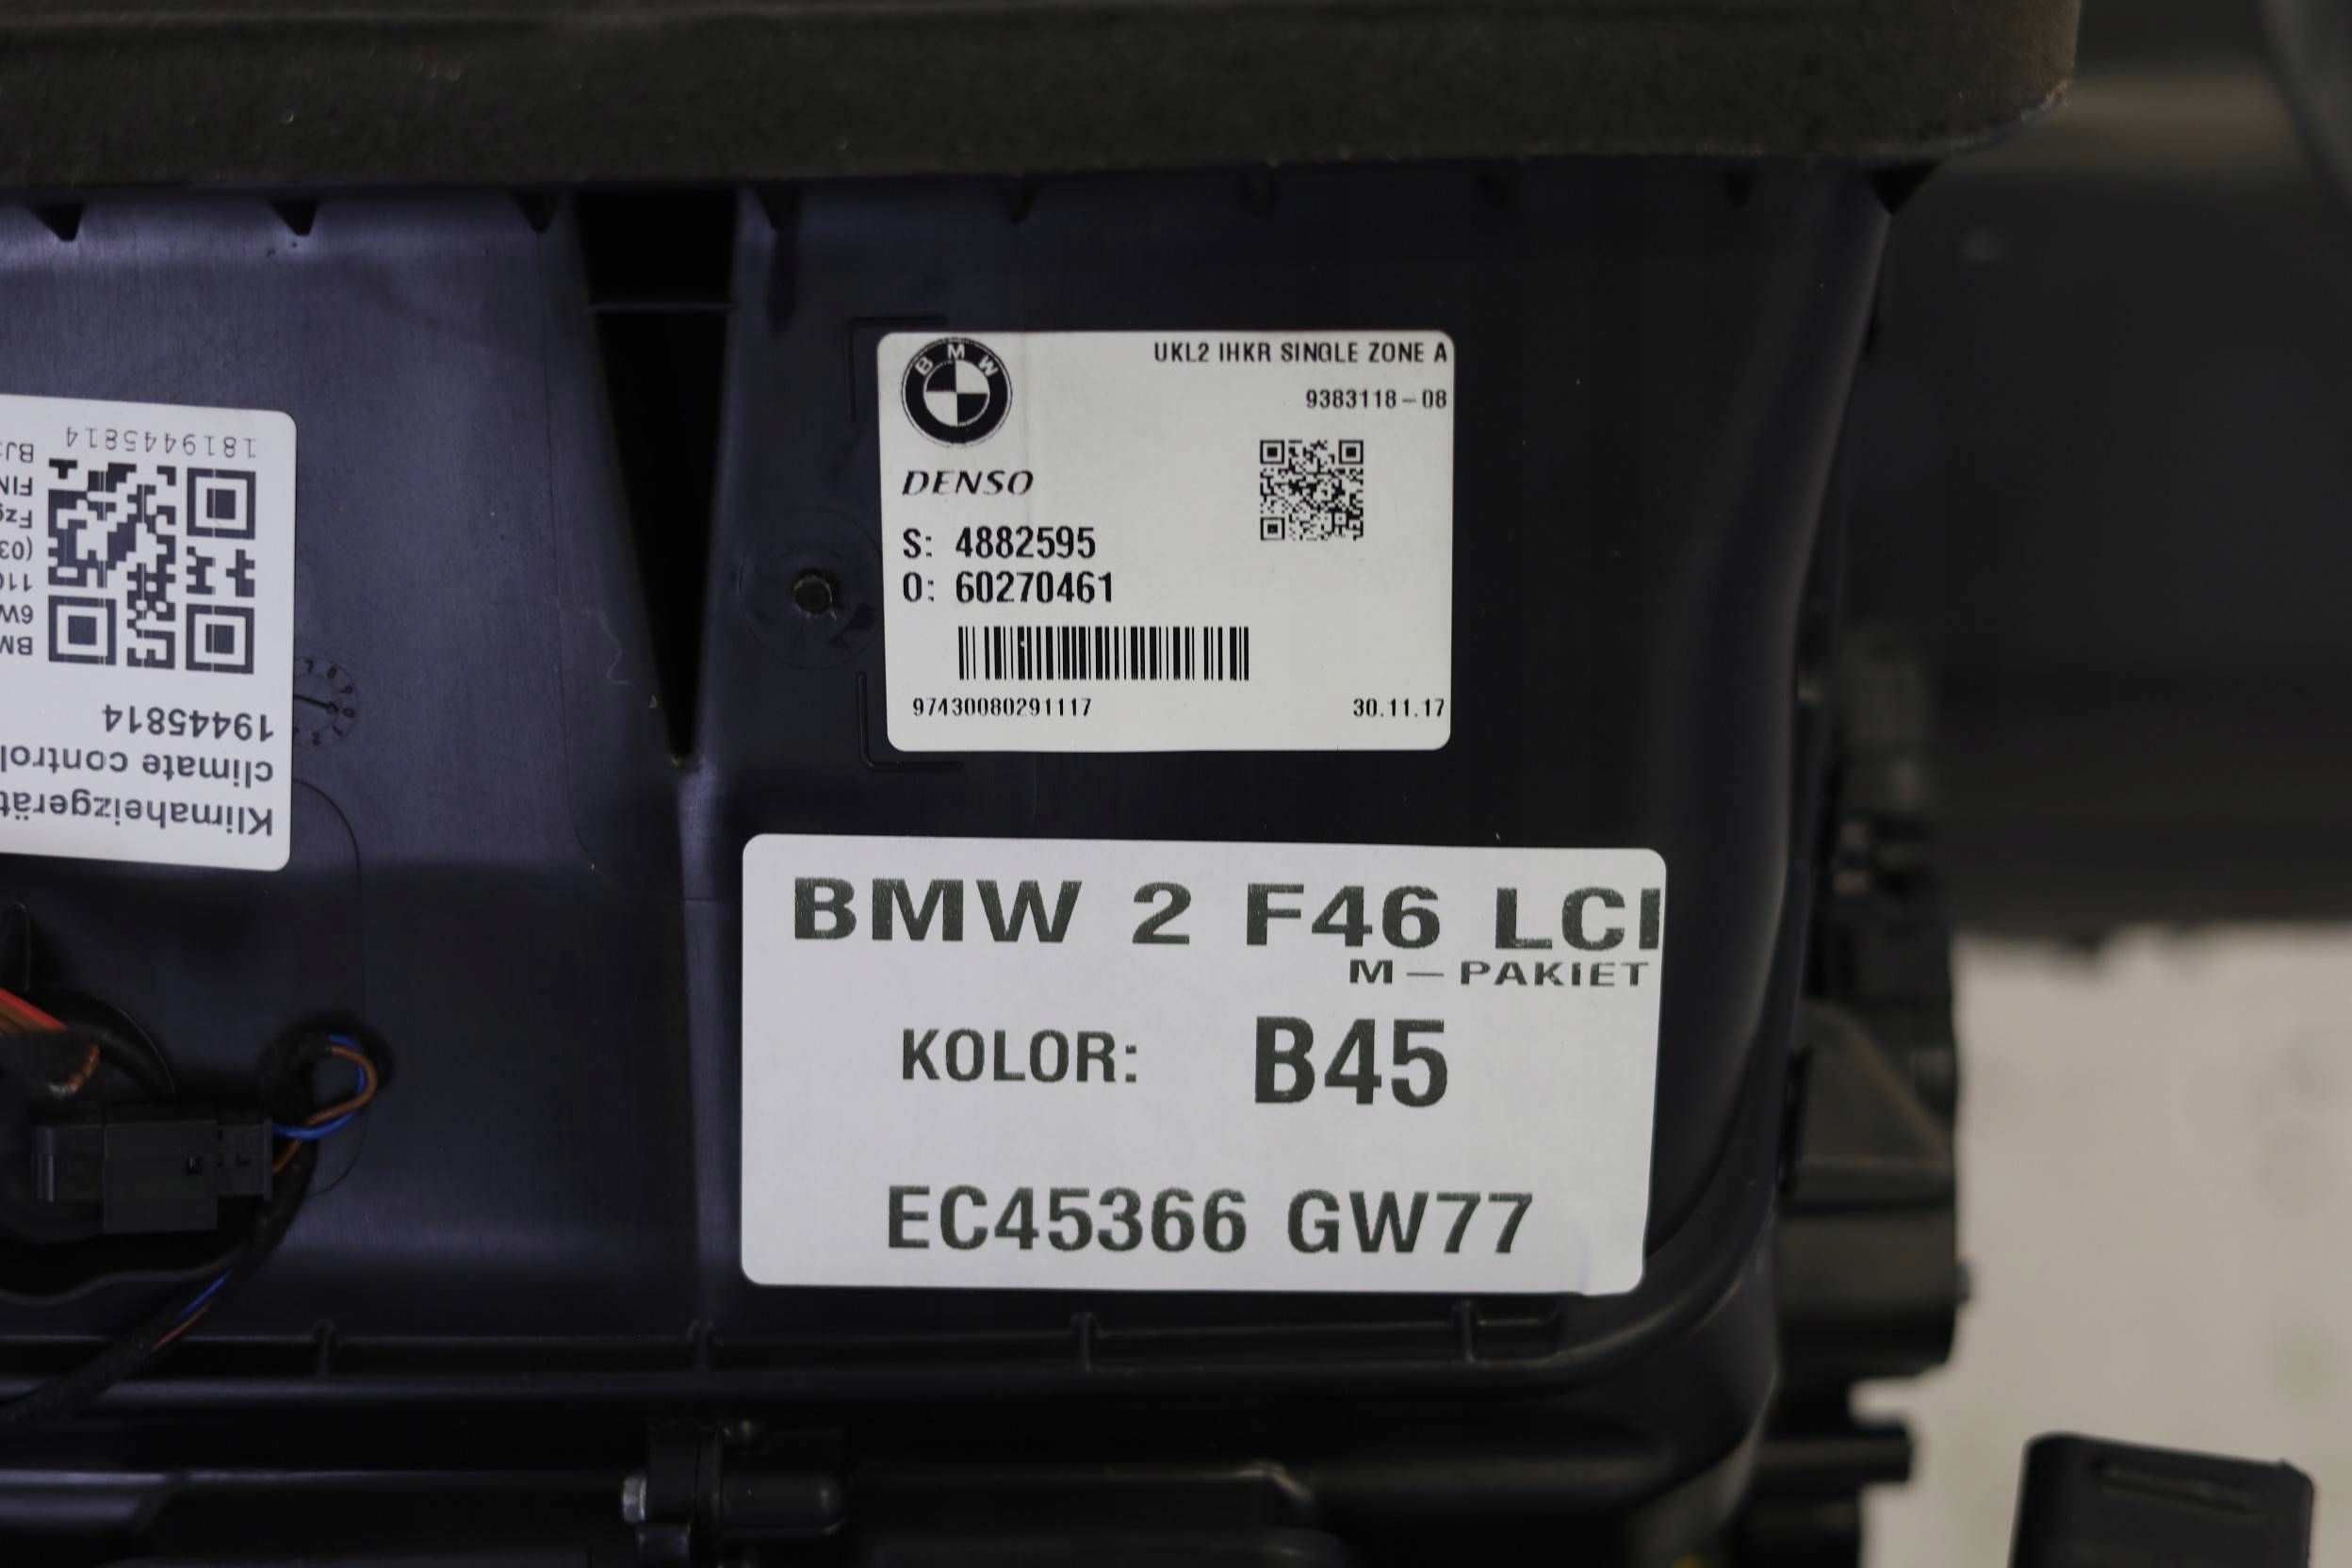 BMW
UKL2 IHKR SINGLE ZONE A
9383118-08
DENSO
S: 4882595
O: 60270461
97430080291117
30.11.17
BMW 2 F46 LCI
M-PAKIET
KOLOR: B45
EC45366 GW77
Klimaheizgerät
climate control
19445814
1819445814